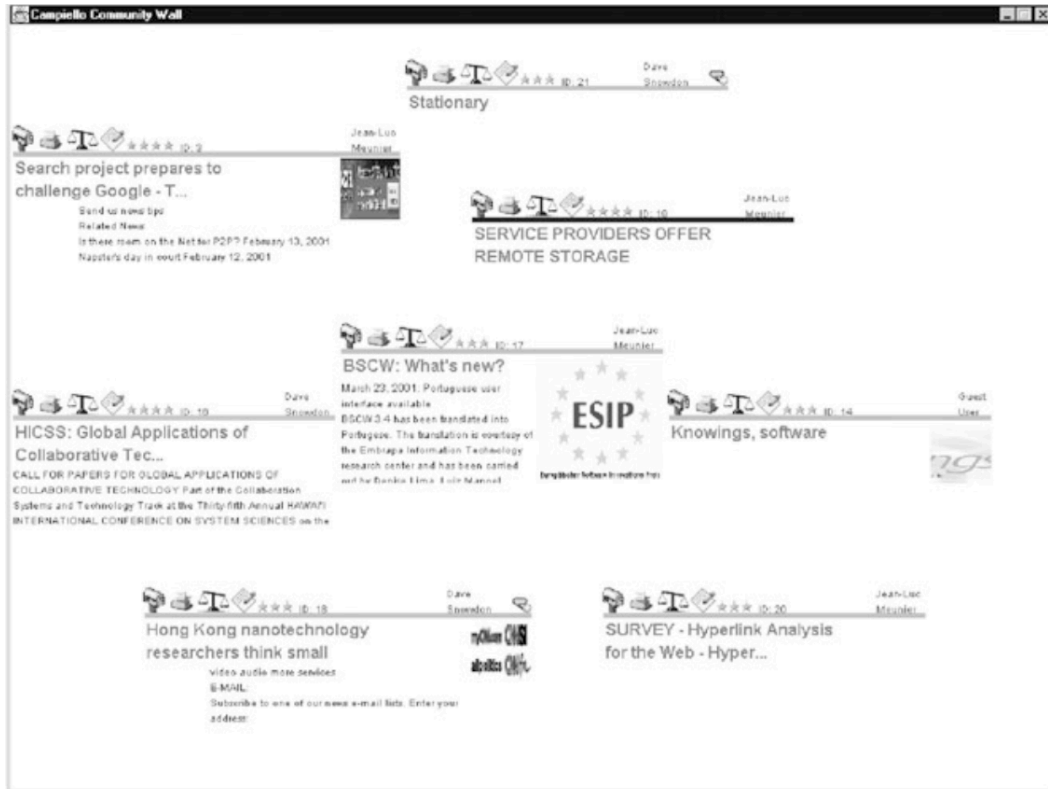 Campiello Community Wall
ID: 21
Dave
Snowdon
Stationary
ID: 2
Jean-Luc
Meunier
Search project prepares to
challenge Google - T...
Send us news tips
Related News
Is there room on the Net for P2P? February 13, 2001
Napster's day in court February 12, 2001
Jean-Luc
Meunier
SERVICE PROVIDERS OFFER
REMOTE STORAGE
ID: 17
Jean-Luc
Meunier
BSCW: What's new?
March 23, 2001: Portuguese user
interface available
BSCW 3.4 has been translated into
Portugese. The translation is courtesy of
the Embrapa Information Technology
research center and has been carried
out by
ESIP
Dave
Snowdon
HICSS: Global Applications of
Collaborative Tec...
CALL FOR PAPERS FOR GLOBAL APPLICATIONS OF
COLLABORATIVE TECHNOLOGY Part of the Collaboration
Systems and Technology Track at the Thirty-fifth Annual HAWAI'I
INTERNATIONAL CONFERENCE ON SYSTEM SCIENCES on the
ID: 14
Guest
User
Knowings, software
ngs
ID: 18
Dave
Snowdon
Hong Kong nanotechnology
researchers think small
video audio more services
E-MAIL:
Subscribe to one of our news e-mail lists. Enter your
address:
ID: 20
Jean-Luc
Meunier
SURVEY - Hyperlink Analysis
for the Web - Hyper...